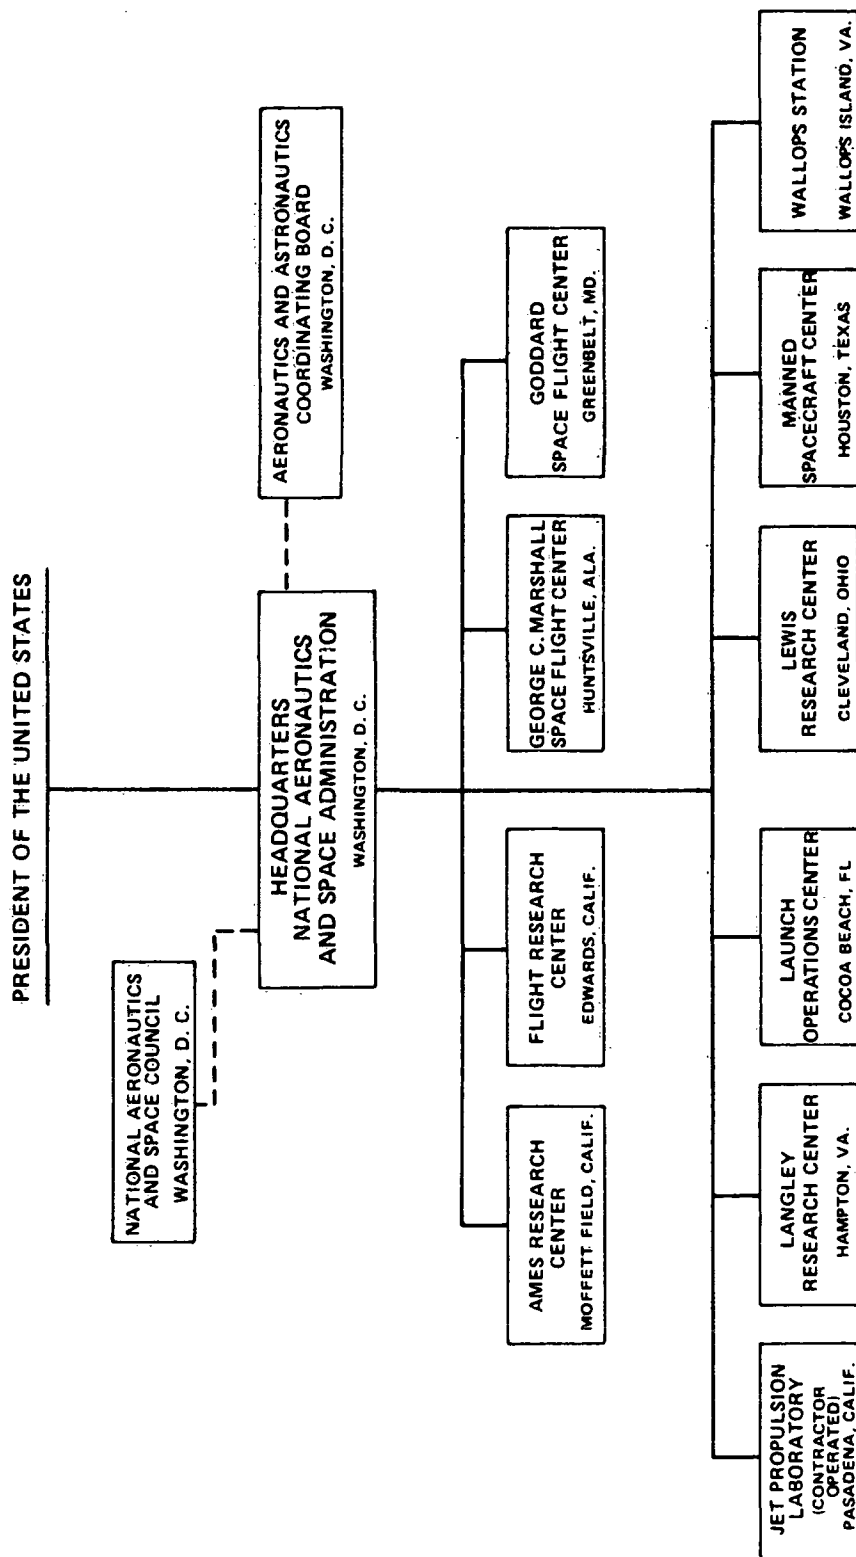 PRESIDENT OF THE UNITED STATES
NATIONAL AERONAUTICS
AND SPACE COUNCIL
WASHINGTON, D. C.
HEADQUARTERS
NATIONAL AERONAUTICS
AND SPACE ADMINISTRATION
WASHINGTON, D. C.
AERONAUTICS AND ASTRONAUTICS
COORDINATING BOARD
WASHINGTON, D. C.
AMES RESEARCH
CENTER
MOFFETT FIELD, CALIF.
FLIGHT RESEARCH
CENTER
EDWARDS, CALIF.
GEORGE C. MARSHALL
SPACE FLIGHT CENTER
HUNTSVILLE, ALA.
GODDARD
SPACE FLIGHT CENTER
GREENBELT, MD.
JET PROPULSION
LABORATORY
(CONTRACTOR
OPERATED)
PASADENA, CALIF.
LANGLEY
RESEARCH CENTER
HAMPTON, VA.
LAUNCH
OPERATIONS CENTER
COCOA BEACH, FL
LEWIS
RESEARCH CENTER
CLEVELAND, OHIO
MANNED
SPACECRAFT CENTER
HOUSTON, TEXAS
WALLOPS STATION
WALLOPS ISLAND, VA.